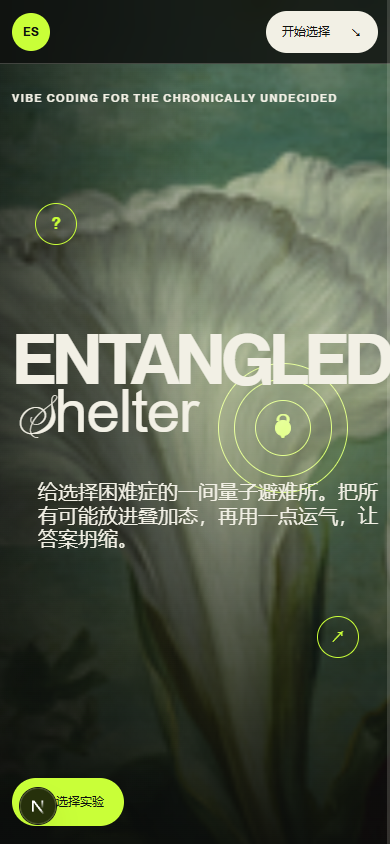 ES
开始选择 ↘
VIBE CODING FOR THE CHRONICALLY UNDECIDED
?
ENTANGLED
Shelter
给选择困难症的一间量子避难所。把所
有可能放进叠加态，再用一点运气，让
答案坍缩。
↗
N
选择实验